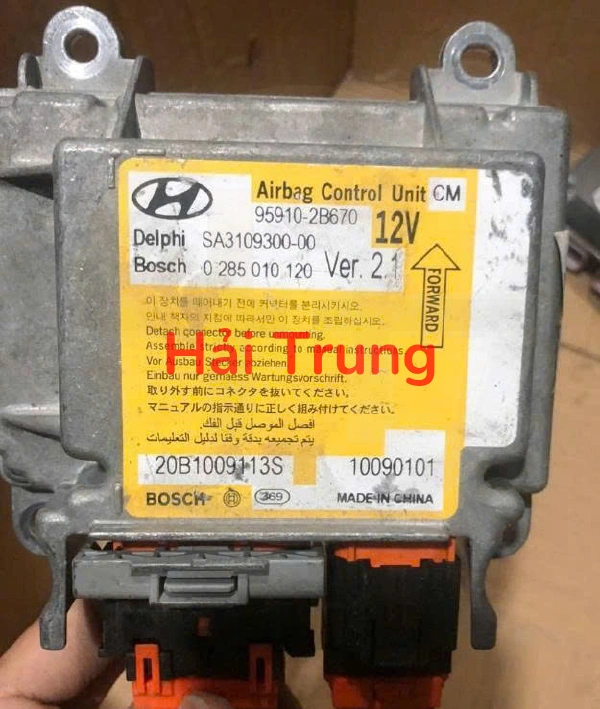 Airbag Control Unit CM
95910-2B670 12V
Delphi SA3109300-00
Bosch 0 285 010 120 Ver. 2.1
FORWARD
이 장치를 떼어내기 전에 커넥터를 분리시키시오.
안내 책자의 지침에 따라서만 이 장치를 조립하십시오.
Detach connector before unmounting.
Assemble strictly according to manual instructions.
Vor Ausbau Stecker abziehen.
Einbau nur gemaess Wartungsvorschrift.
取り外す前にコネクタを抜いてください。
マニュアルの指示通りに正しく組み付けてください。
افصل الموصل قبل الفك.
يتم تجميعه بدقة وفقا لدليل التعليمات
Hải Trung
20B1009113S 10090101
BOSCH 369 MADE IN CHINA